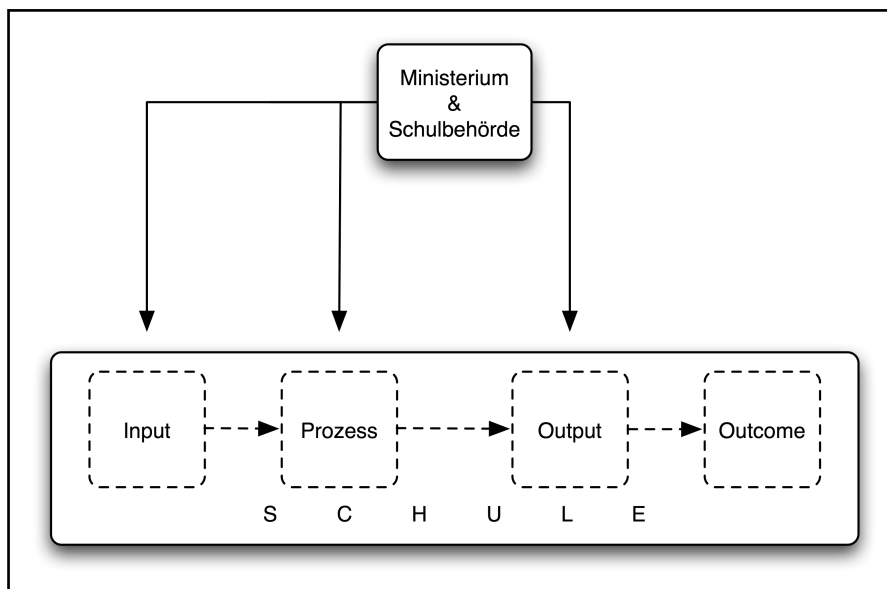 Ministerium
&
Schulbehörde
Input
Prozess
Output
Outcome
S C H U L E